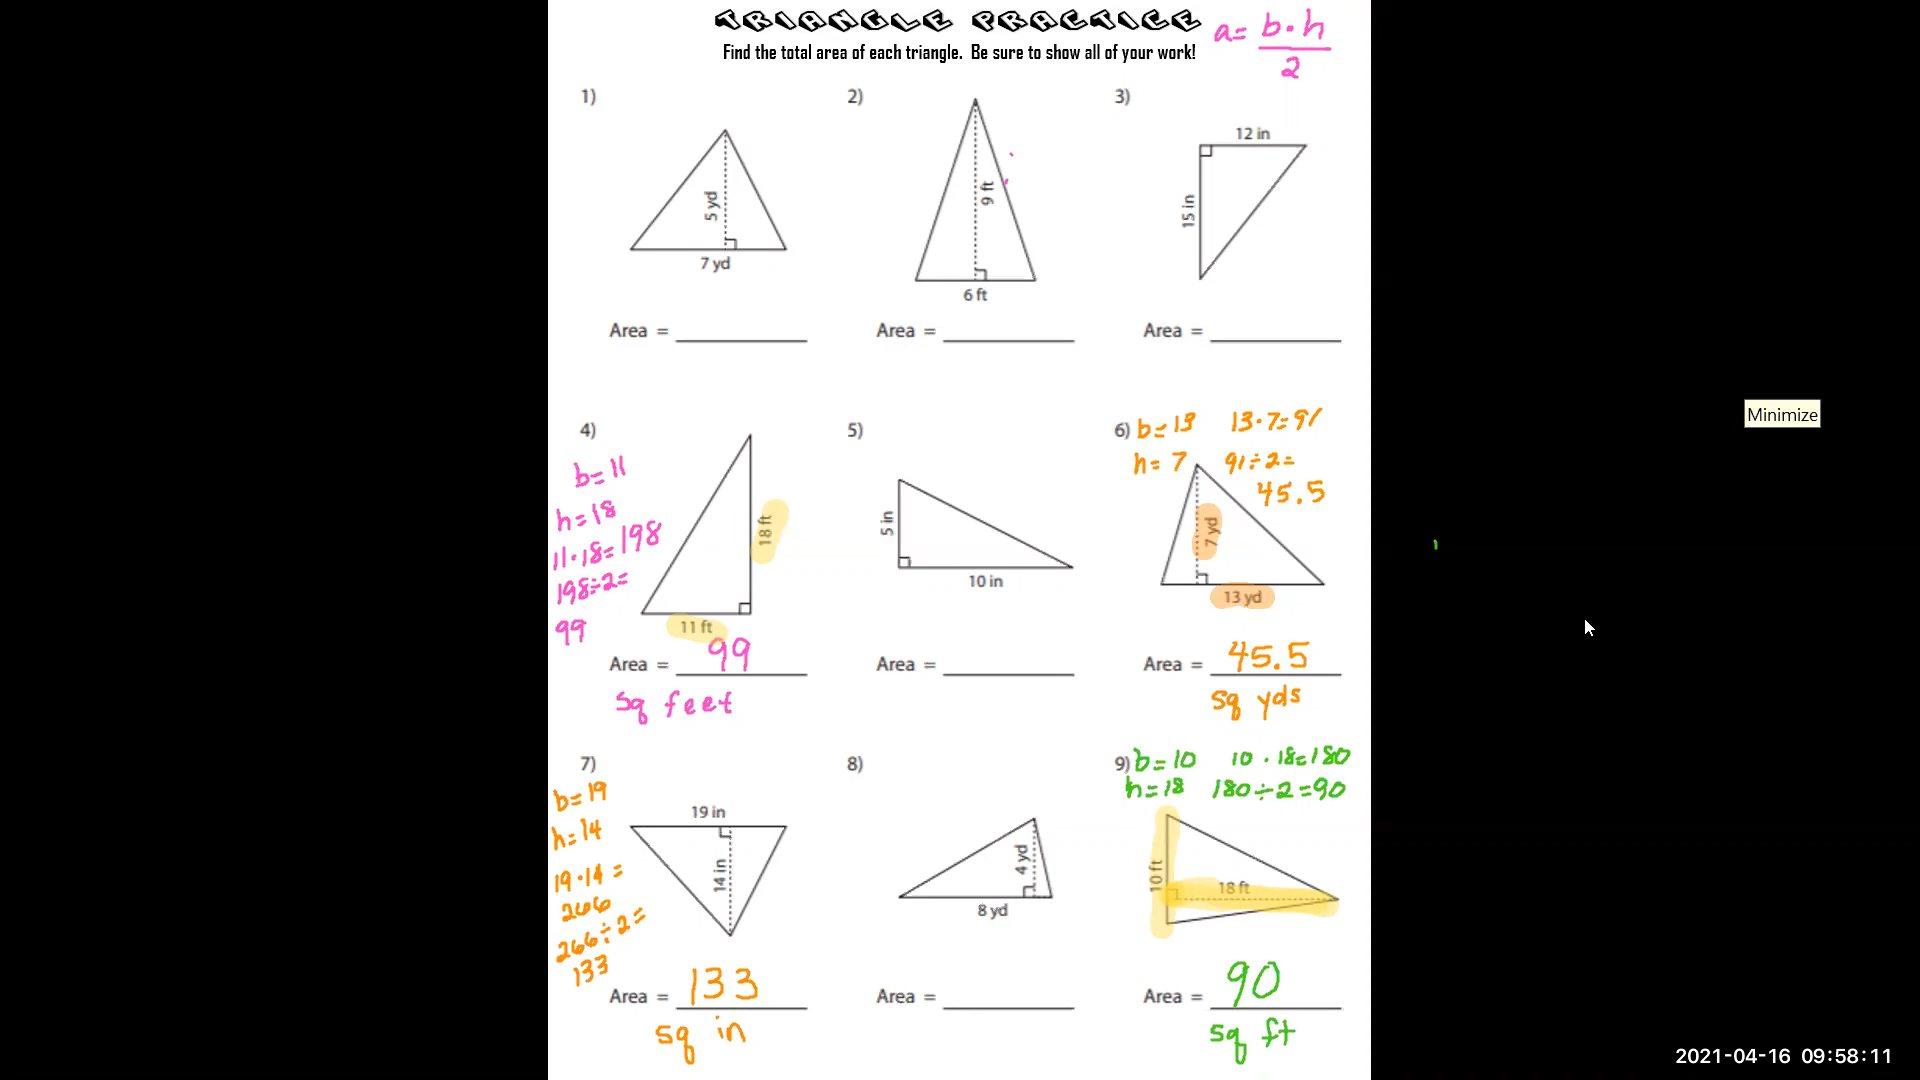 TRIANGLE PRACTICE
Find the total area of each triangle. Be sure to show all of your work!
a= b·h
2
1)
5 yd
7 yd
Area =
2)
9 ft
6 ft
Area =
3)
12 in
15 in
Area =
4)
b=11
h=18
11·18=198
198÷2=
99
18 ft
11 ft
Area = 99
sq feet
5)
5 in
10 in
Area =
6) b=13 13·7=91
h=7 91÷2=
45.5
7 yd
13 yd
Area = 45.5
sq yds
7)
b=19
h=14
19·14=
266
266÷2=
133
19 in
14 in
Area = 133
sq in
8)
4 yd
8 yd
Area =
9) b=10 10·18=180
h=18 180÷2=90
10 ft
18 ft
Area = 90
sq ft
Minimize
2021-04-16 09:58:11